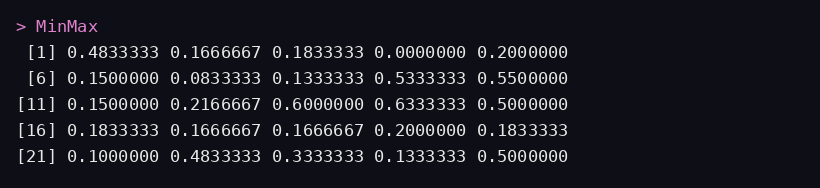 > MinMax
 [1] 0.4833333 0.1666667 0.1833333 0.0000000 0.2000000
 [6] 0.1500000 0.0833333 0.1333333 0.5333333 0.5500000
[11] 0.1500000 0.2166667 0.6000000 0.6333333 0.5000000
[16] 0.1833333 0.1666667 0.1666667 0.2000000 0.1833333
[21] 0.1000000 0.4833333 0.3333333 0.1333333 0.5000000